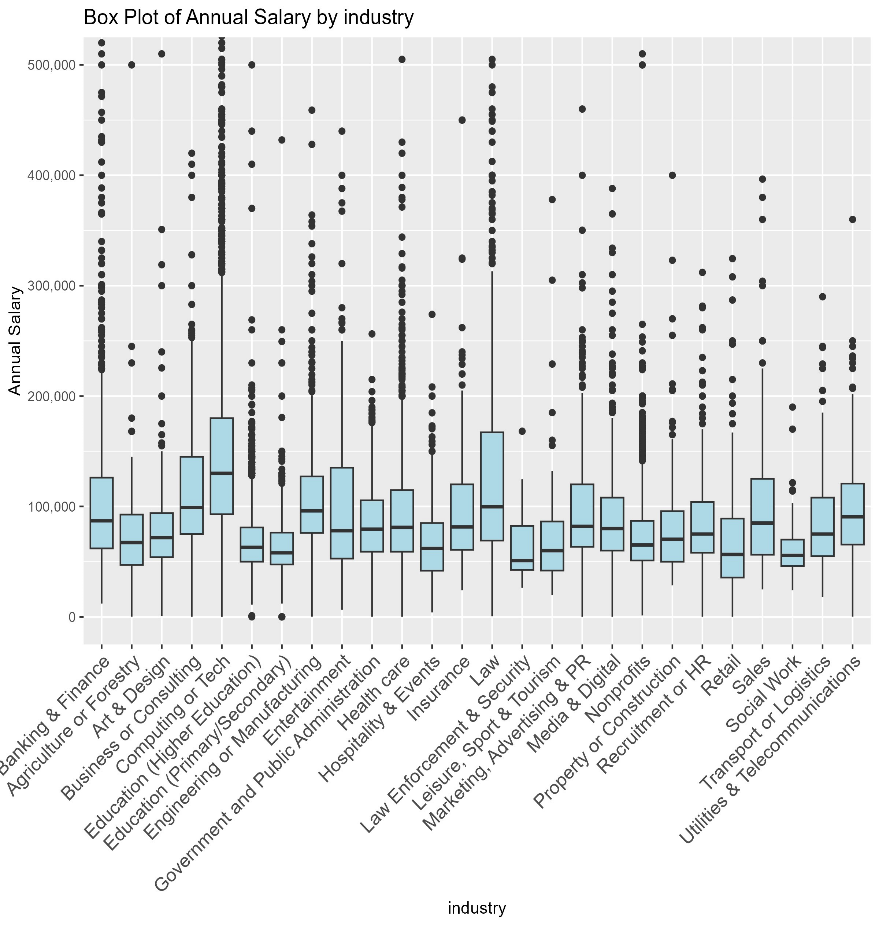 Box Plot of Annual Salary by industry
500,000
400,000
300,000
200,000
100,000
0
Annual Salary
Banking & Finance
Agriculture or Forestry
Art & Design
Business or Consulting
Computing or Tech
Education (Higher Education)
Education (Primary/Secondary)
Engineering or Manufacturing
Entertainment
Government and Public Administration
Health care
Hospitality & Events
Insurance
Law
Law Enforcement & Security
Leisure, Sport & Tourism
Marketing, Advertising & PR
Media & Digital
Nonprofits
Property or Construction
Recruitment or HR
Retail
Sales
Social Work
Transport or Logistics
Utilities & Telecommunications
industry